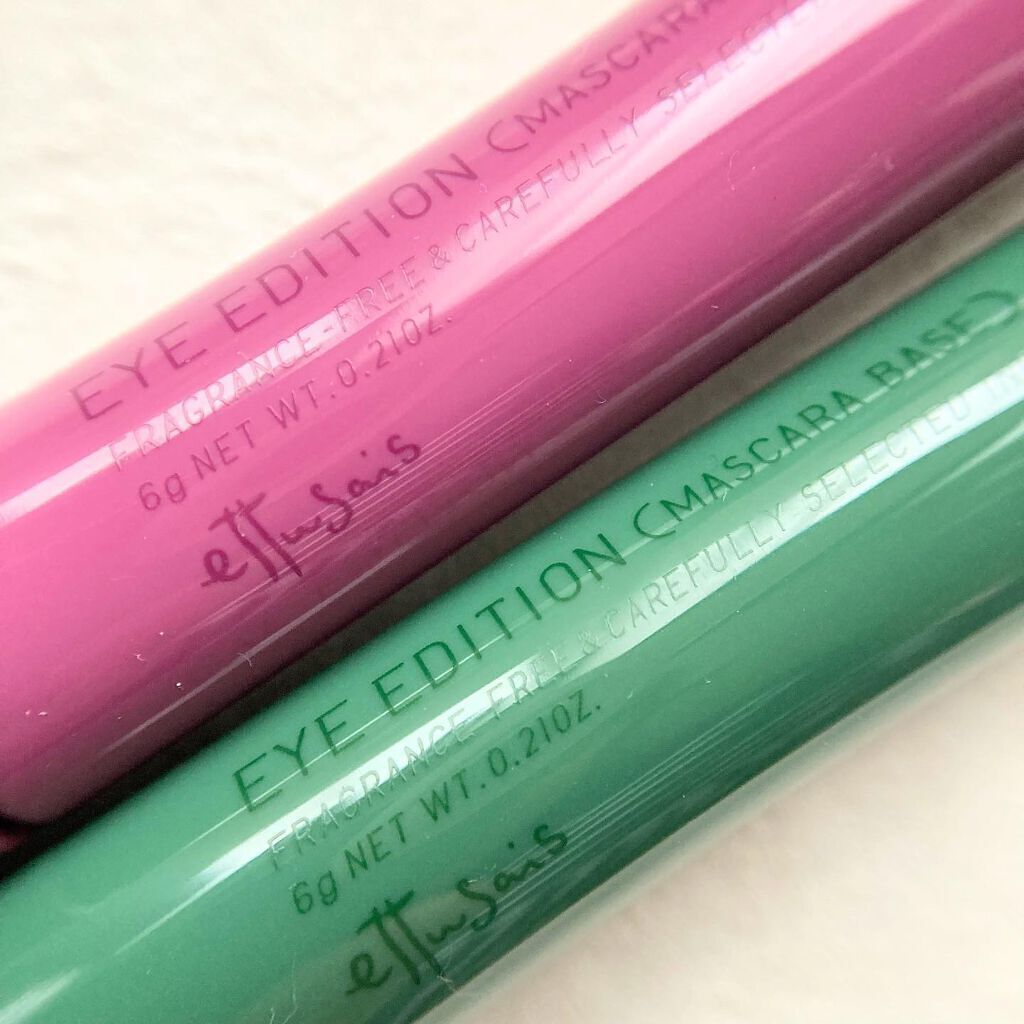 EYE EDITION (MASCARA
FRAGRANCE-FREE & CAREFULLY SELECTED
6g NET WT. 0.21OZ.
ettusais
EYE EDITION (MASCARA BASE)
FRAGRANCE-FREE & CAREFULLY SELECTED
6g NET WT. 0.21OZ.
ettusais